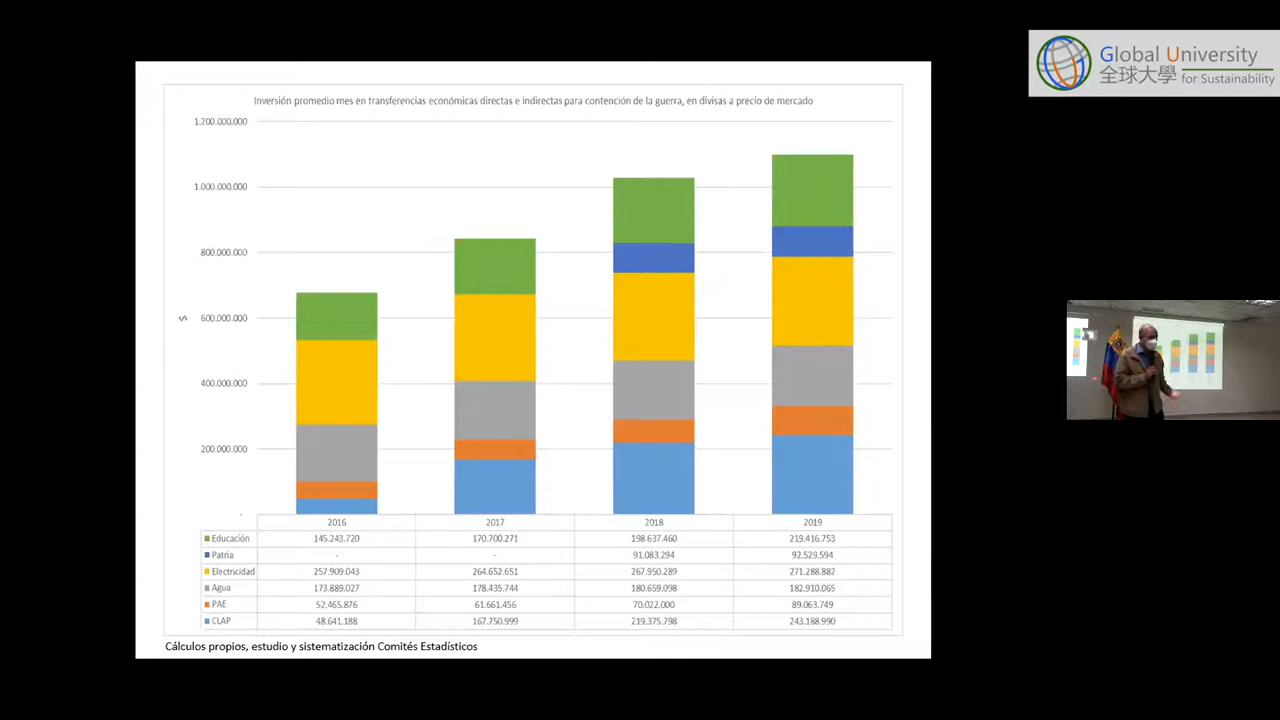 Global University
全球大學 for Sustainability
Inversión promedio mes en transferencias económicas directas e indirectas para contención de la guerra, en divisas a precio de mercado
1.200.000.000
1.000.000.000
800.000.000
$
600.000.000
400.000.000
200.000.000
-
2016 2017 2018 2019
Educación 145.243.720 170.700.271 198 637.460 219.416.753
Patria - - 91.083.294 92.529.594
Electricidad 257.909.043 264.652.651 267.950.289 271.288.882
Agua 173.889.027 178.435.744 180.659.098 182.910.065
PAE 52.465.876 61.661.456 70.022.000 89.063.749
CLAP 48.641.188 167.750.999 219.375.798 243.188.990
Cálculos propios, estudio y sistematización Comités Estadísticos